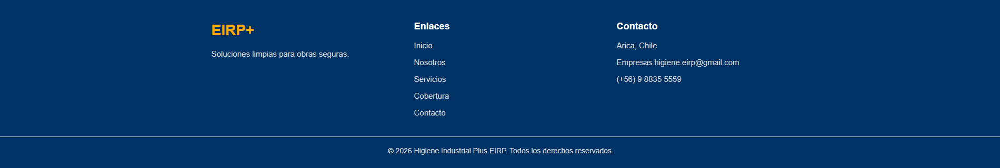 EIRP+
Soluciones limpias para obras seguras.
Enlaces
Inicio
Nosotros
Servicios
Cobertura
Contacto
Contacto
Arica, Chile
Empresas.higiene.eirp@gmail.com
(+56) 9 8835 5559
© 2026 Higiene Industrial Plus EIRP. Todos los derechos reservados.